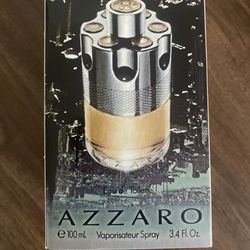 Eau de Toilette
AZZARO
e 100 mL Vaporisateur Spray 3.4 Fl. Oz.